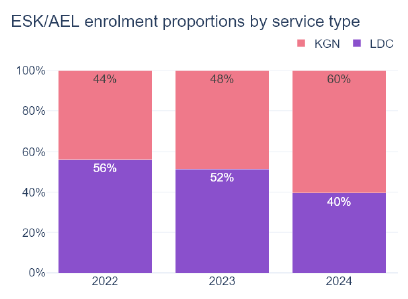 ESK/AEL enrolment proportions by service type
KGN LDC
100%
80%
60%
40%
20%
0%
44% 48% 60%
56% 52% 40%
2022 2023 2024